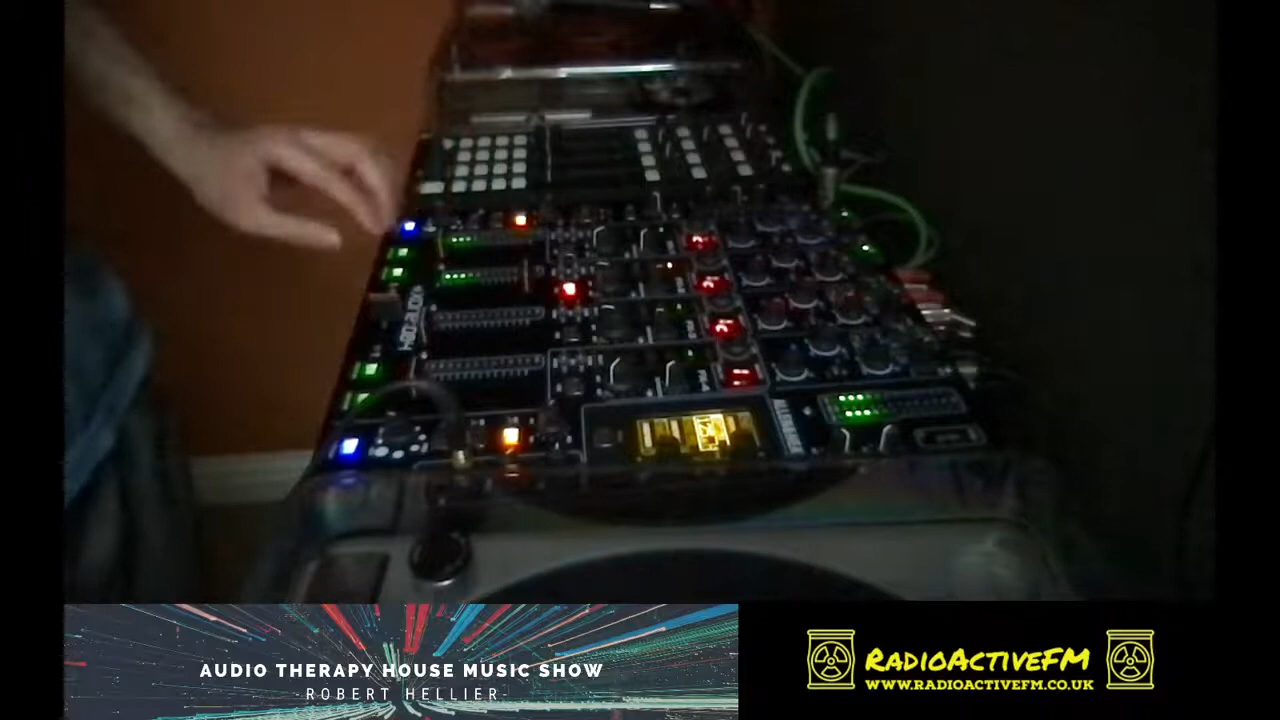 AUDIO THERAPY HOUSE MUSIC SHOW
ROBERT HELLIER
RADIOACTIVEFM
WWW.RADIOACTIVEFM.CO.UK